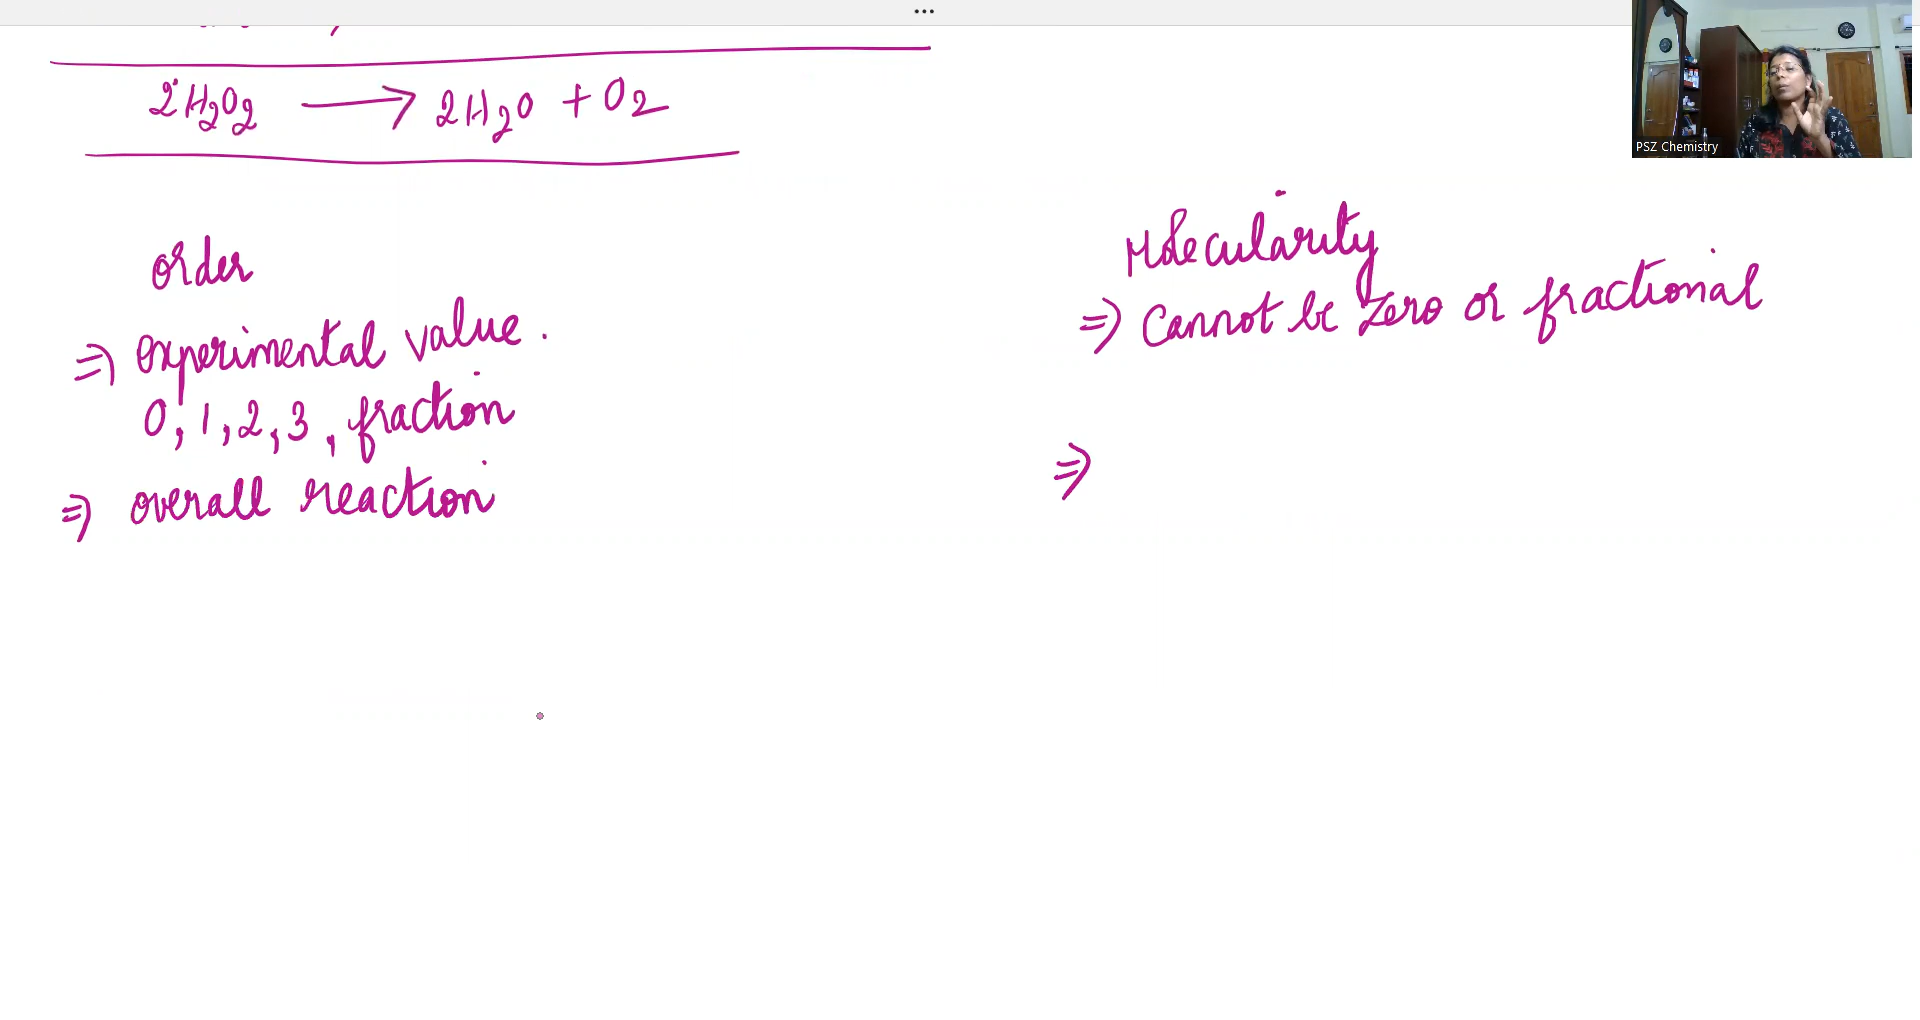 2H₂O₂ ⟶ 2H₂O + O₂
PSZ Chemistry
order
⇒ experimental value.
0, 1, 2, 3, fraction
⇒ overall reaction
Molecularity
⇒ Cannot be zero or fractional
⇒